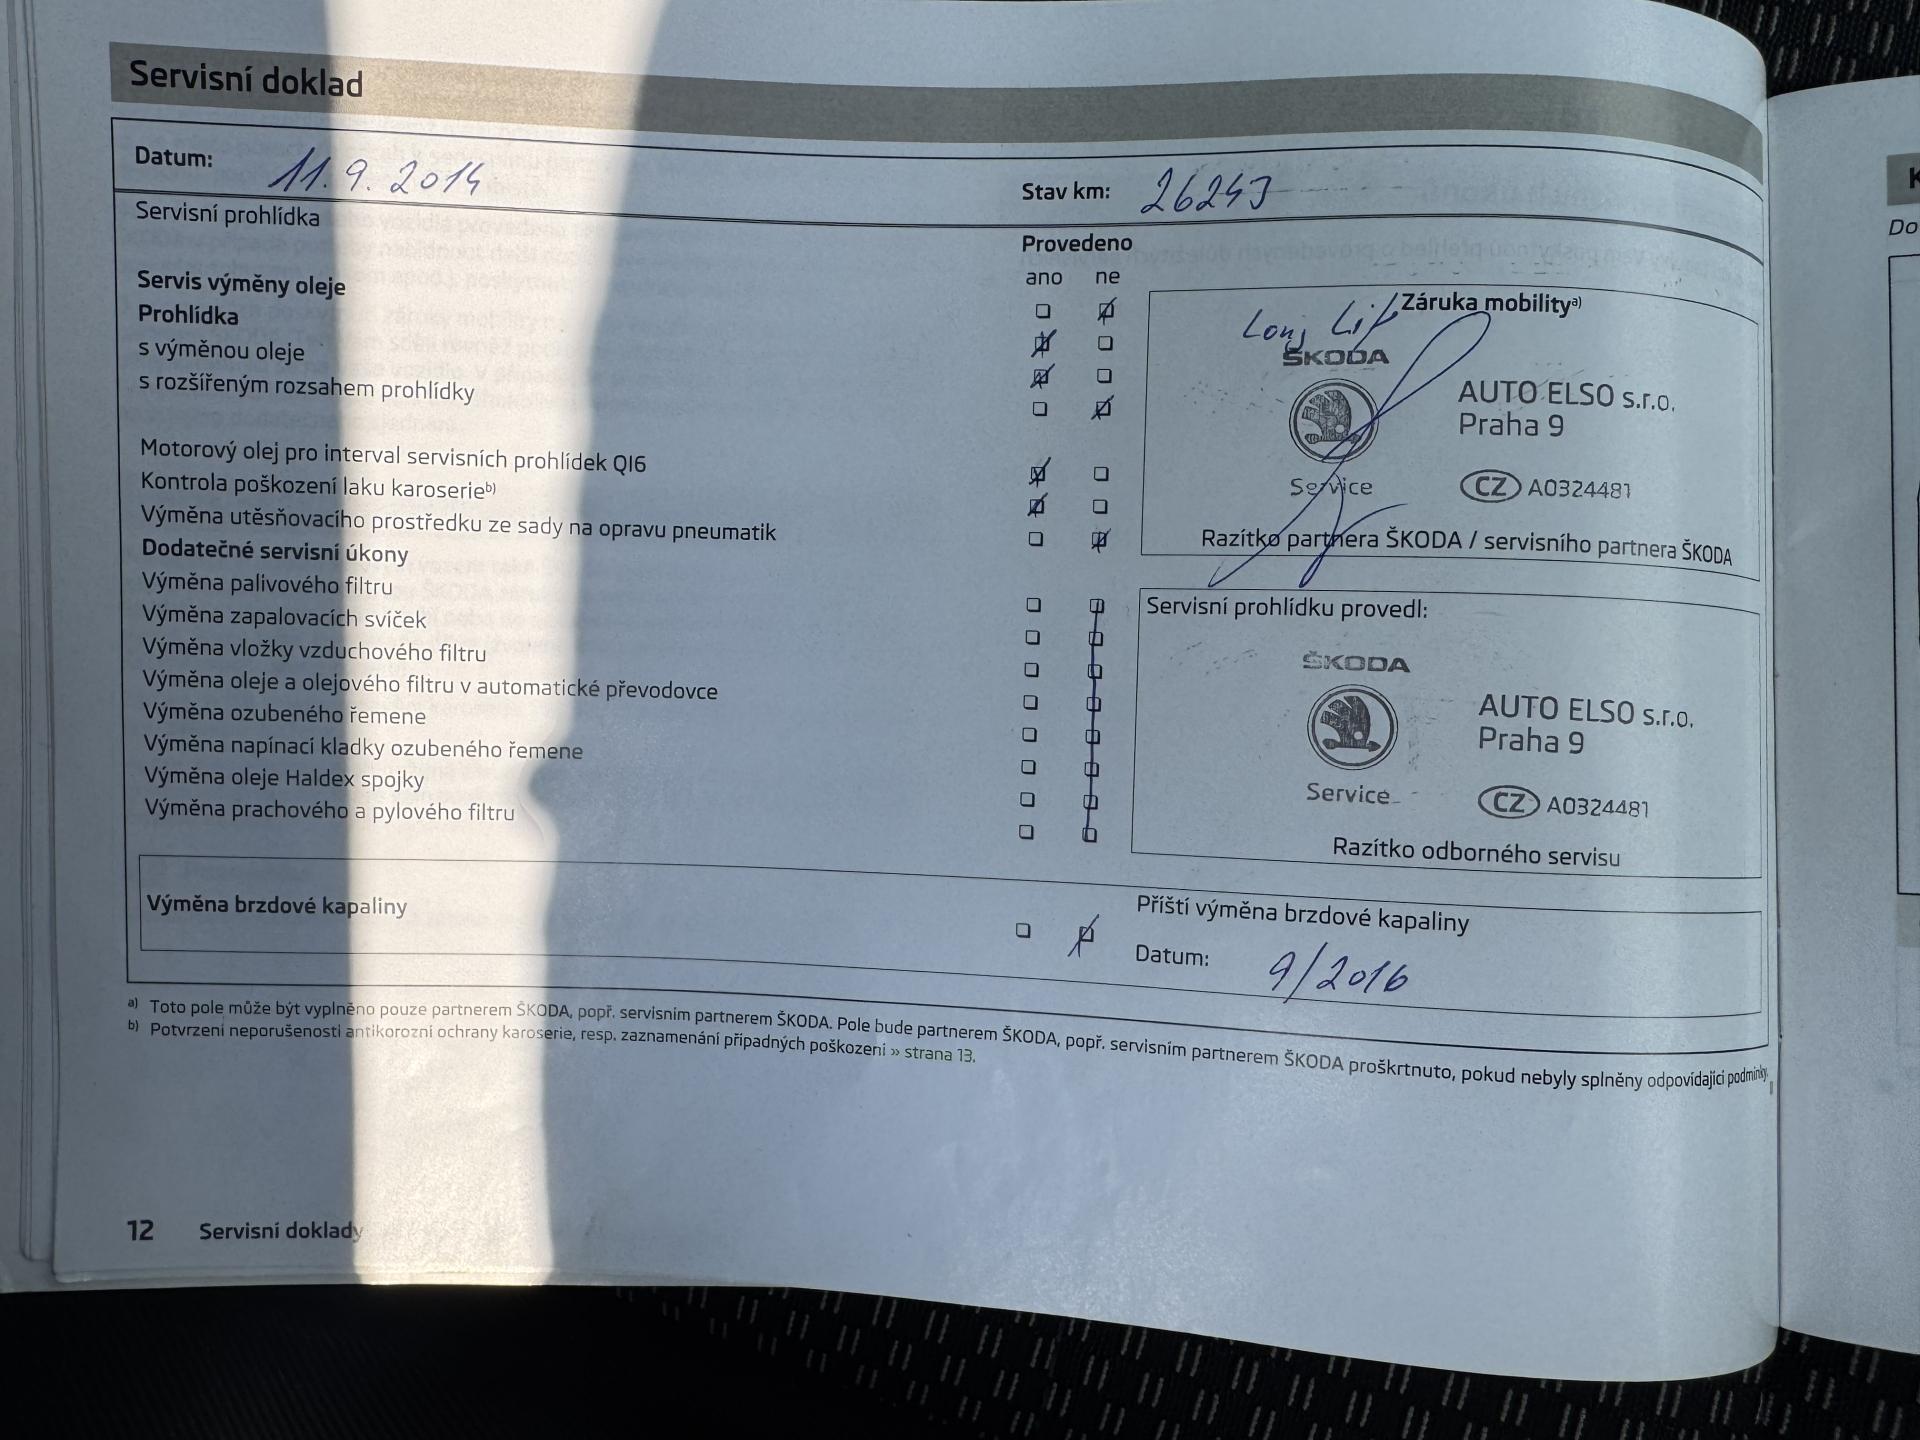 Servisní doklad
Datum: 11.9.2014
Stav km: 26243
Servisní prohlídka
Provedeno
ano ne
Servis výměny oleje
Prohlídka
s výměnou oleje
s rozšířeným rozsahem prohlídky
Motorový olej pro interval servisních prohlídek QI6
Kontrola poškození laku karoserie b)
Výměna utěsňovacího prostředku ze sady na opravu pneumatik
Dodatečné servisní úkony
Výměna palivového filtru
Výměna zapalovacích svíček
Výměna vložky vzduchového filtru
Výměna oleje a olejového filtru v automatické převodovce
Výměna ozubeného řemene
Výměna napínací kladky ozubeného řemene
Výměna oleje Haldex spojky
Výměna prachového a pylového filtru
Long Life
Záruka mobility a)
ŠKODA
AUTO ELSO s.r.o.
Praha 9
Service
CZ A0324481
Razítko partnera ŠKODA / servisního partnera ŠKODA
Servisní prohlídku provedl:
ŠKODA
AUTO ELSO s.r.o.
Praha 9
Service
CZ A0324481
Razítko odborného servisu
Výměna brzdové kapaliny
Příští výměna brzdové kapaliny
Datum: 9/2016
a) Toto pole může být vyplněno pouze partnerem ŠKODA, popř. servisním partnerem ŠKODA. Pole bude partnerem ŠKODA, popř. servisním partnerem ŠKODA proškrtnuto, pokud nebyly splněny odpovídající podmínky.
b) Potvrzení neporušenosti antikorozní ochrany karoserie, resp. zaznamenání případných poškození » strana 13.
12 Servisní doklady
K
Do